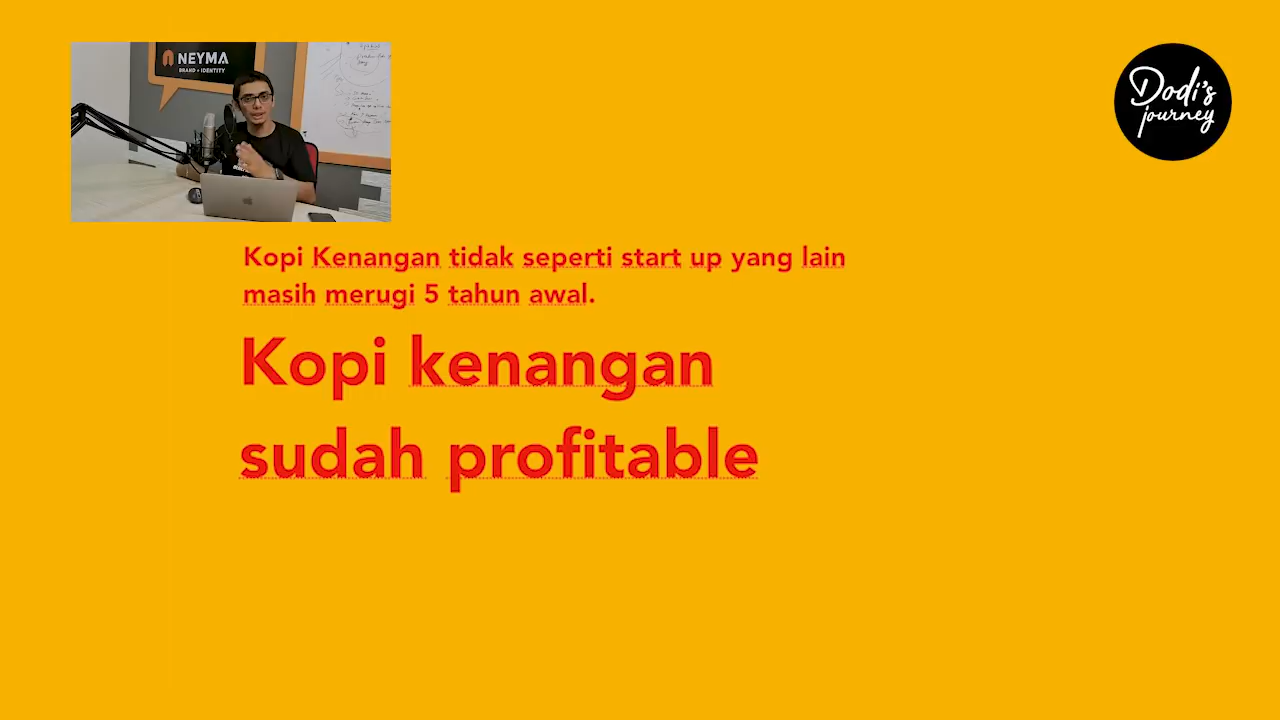 NEYMA
BRAND + IDENTITY
Dodi's
journey
Kopi Kenangan tidak seperti start up yang lain
masih merugi 5 tahun awal.
Kopi kenangan
sudah profitable